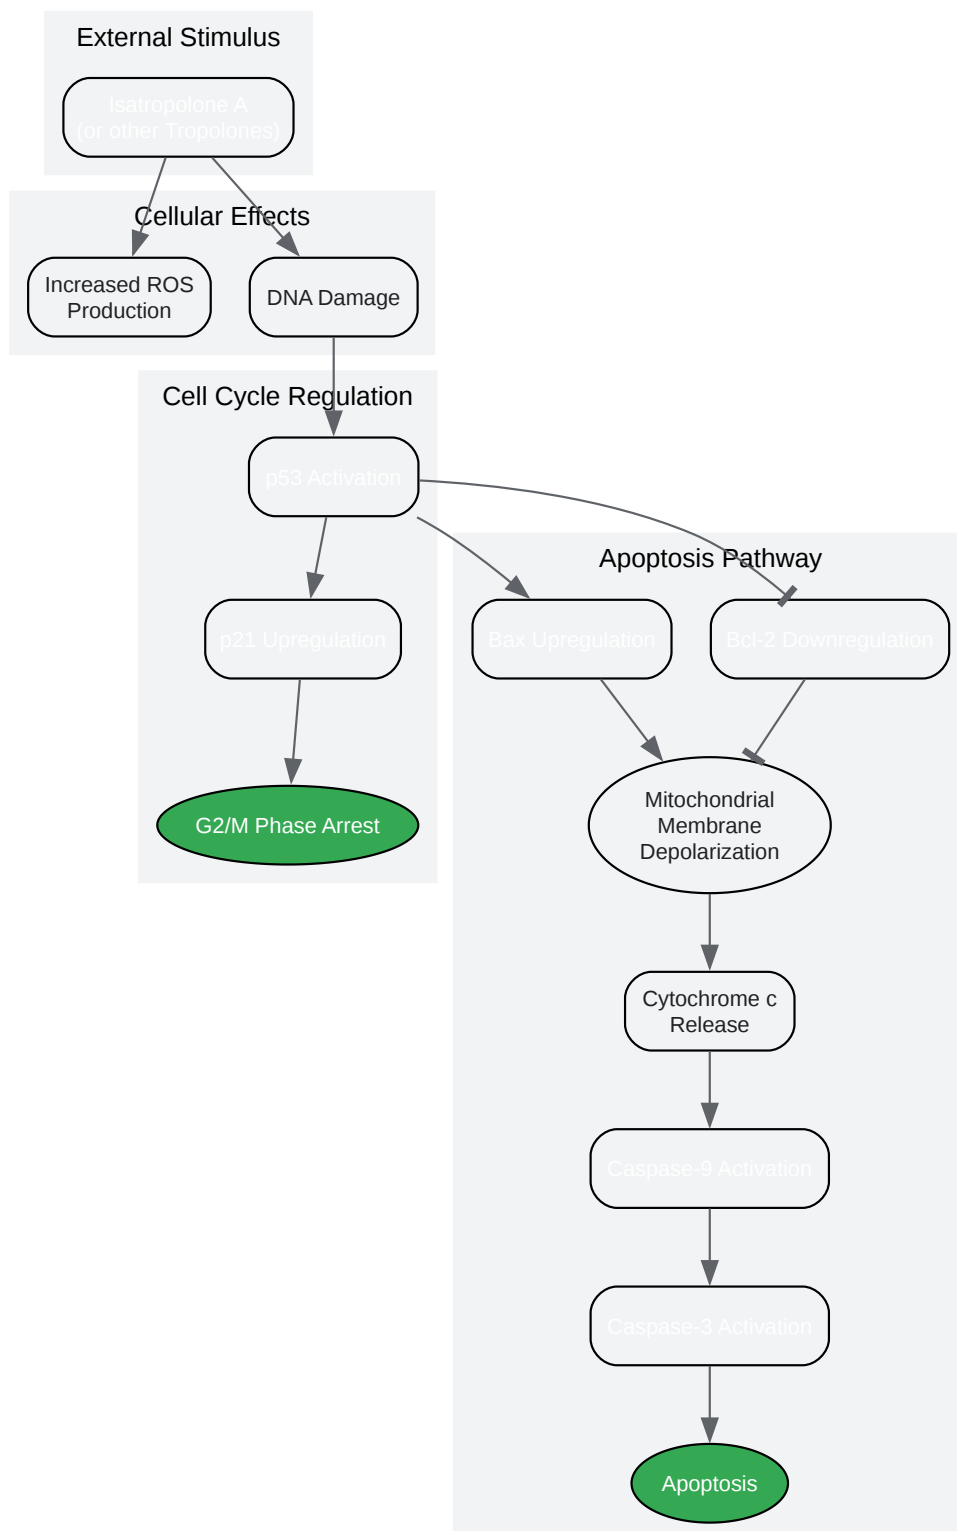 External Stimulus
Isatropolone A
(or other Tropolones)
Cellular Effects
Increased ROS
Production
DNA Damage
Cell Cycle Regulation
p53 Activation
Apoptosis Pathway
p21 Upregulation
Bax Upregulation
Bcl-2 Downregulation
G2/M Phase Arrest
Mitochondrial
Membrane
Depolarization
Cytochrome c
Release
Caspase-9 Activation
Caspase-3 Activation
Apoptosis